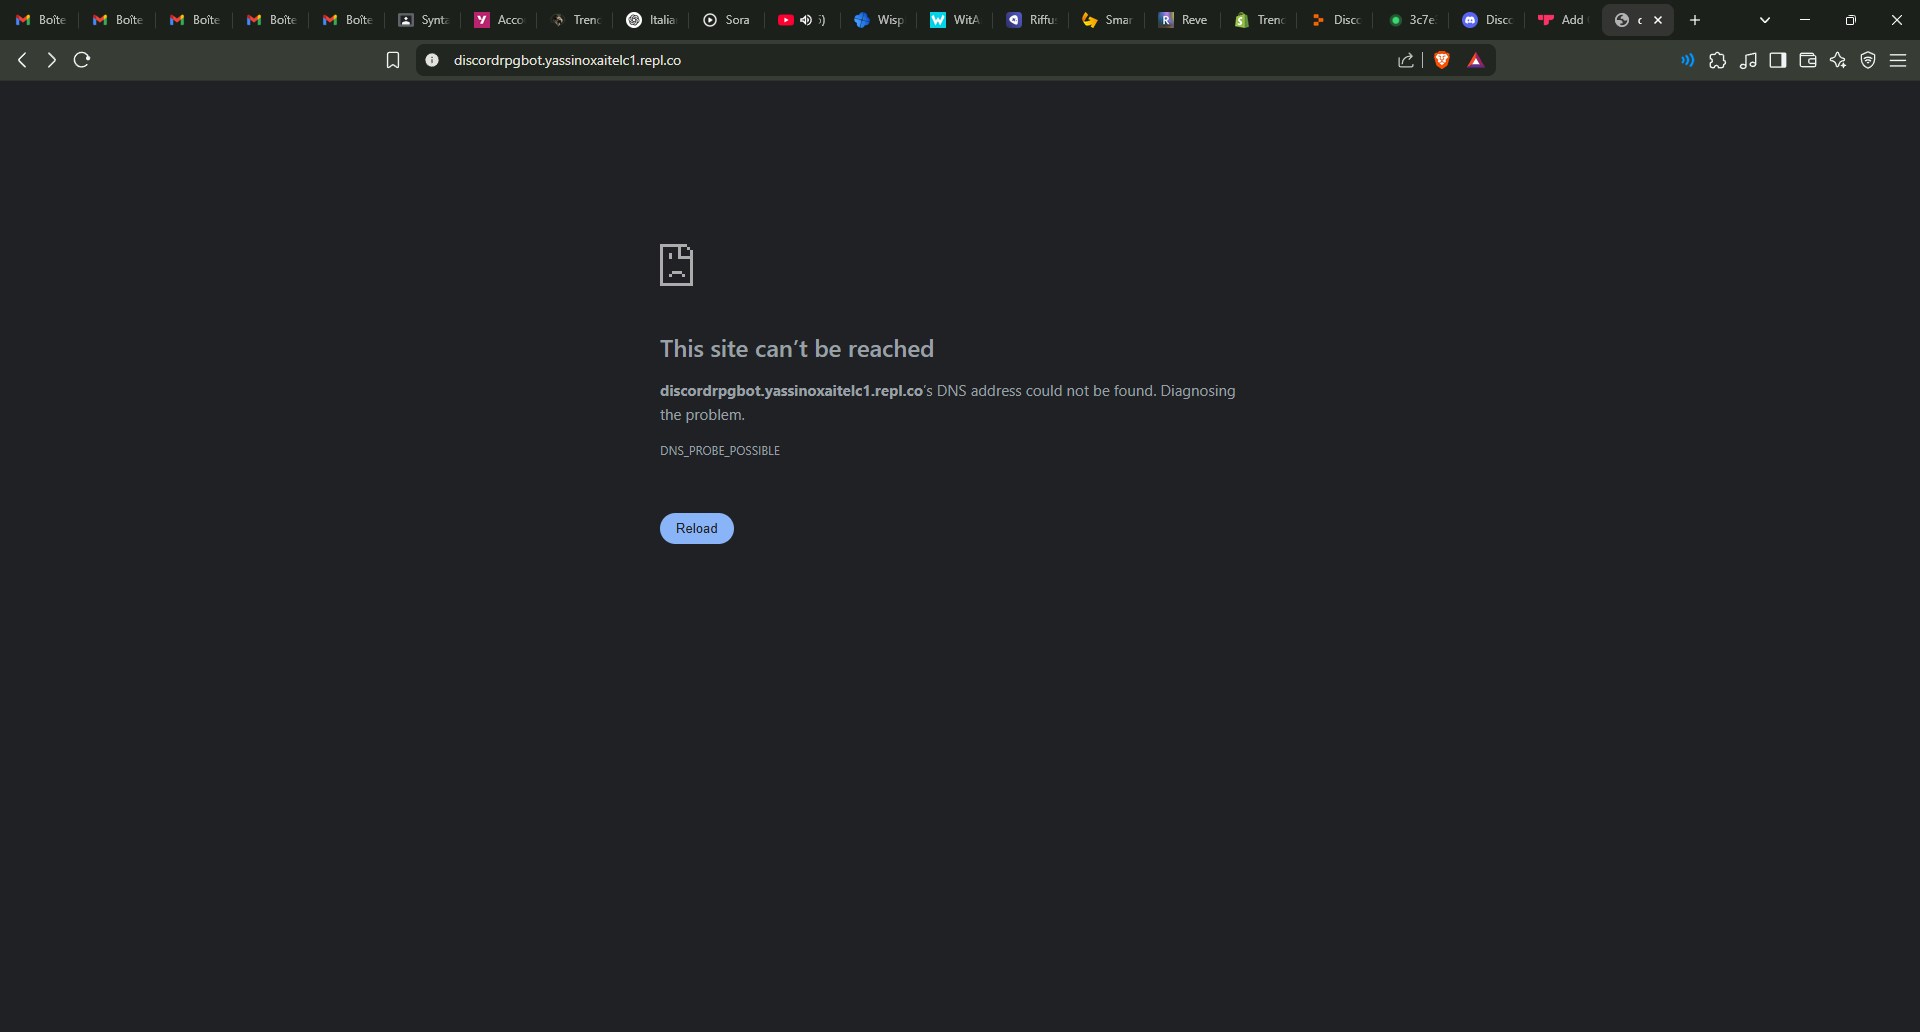 Boîte
Boîte
Boîte
Boîte
Boîte
Synta
Acco
Trenc
Italia
Sora
Wisp
WitA
Riffu
Smar
Reve
Trenc
Disco
3c7e
Disco
Add
discordrpgbot.yassinoxaitelc1.repl.co
This site can’t be reached
discordrpgbot.yassinoxaitelc1.repl.co’s DNS address could not be found. Diagnosing
the problem.
DNS_PROBE_POSSIBLE
Reload